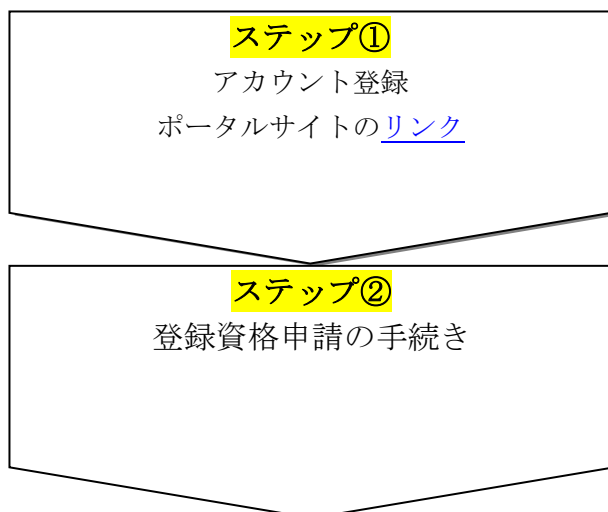 ステップ①
アカウント登録
ポータルサイトのリンク
ステップ②
登録資格申請の手続き